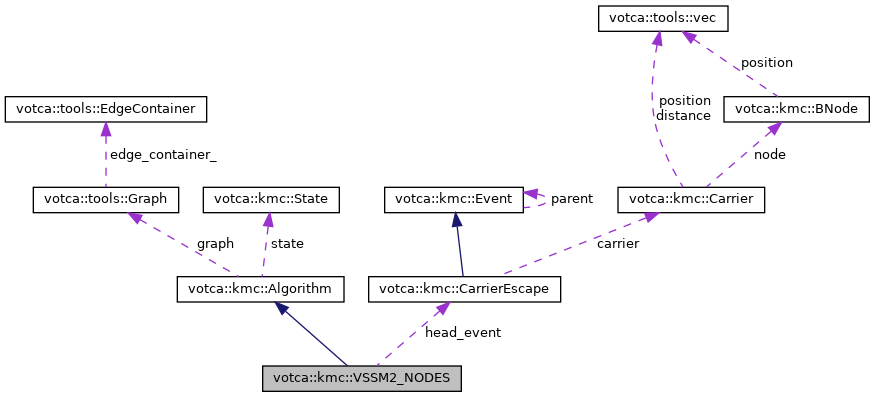 votca::tools::vec
position
votca::tools::EdgeContainer
position
distance
votca::kmc::BNode
edge_container_
node
votca::tools::Graph
votca::kmc::State
votca::kmc::Event
parent
votca::kmc::Carrier
graph
state
carrier
votca::kmc::Algorithm
votca::kmc::CarrierEscape
head_event
votca::kmc::VSSM2_NODES